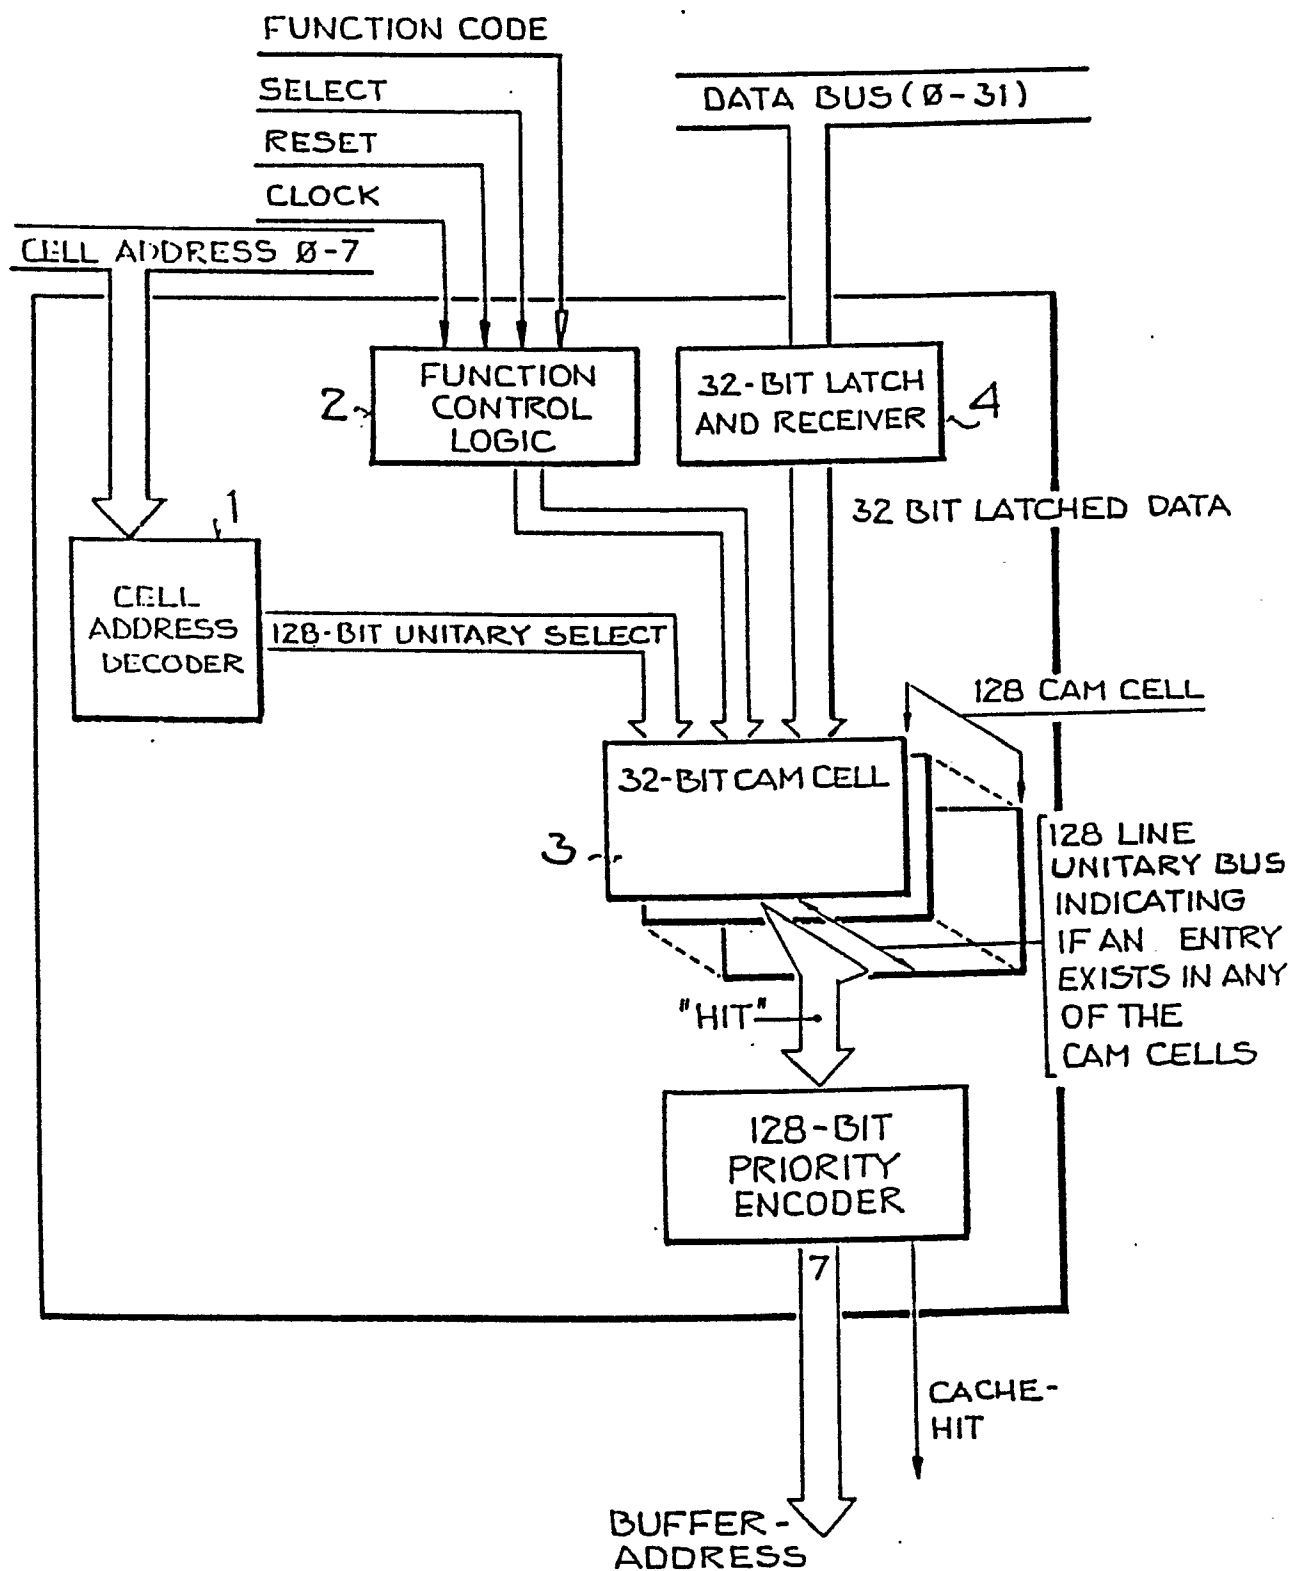 FUNCTION CODE
SELECT
RESET
CLOCK
DATA BUS (Ø-31)
CELL ADDRESS Ø-7
FUNCTION
CONTROL
LOGIC
2
32-BIT LATCH
AND RECEIVER
4
32 BIT LATCHED DATA
1
CELL
ADDRESS
DECODER
128-BIT UNITARY SELECT
128 CAM CELL
32-BIT CAM CELL
3
128 LINE
UNITARY BUS
INDICATING
IF AN ENTRY
EXISTS IN ANY
OF THE
CAM CELLS
"HIT"
128-BIT
PRIORITY
ENCODER
7
CACHE-
HIT
BUFFER-
ADDRESS